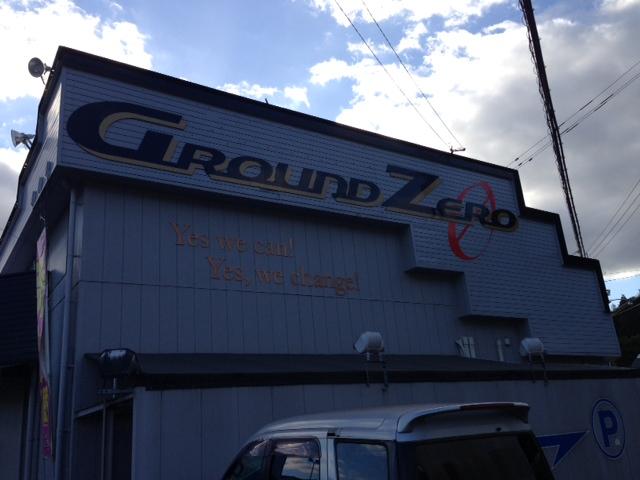 GROUND ZERO
Yes we can!
Yes, we change!
P